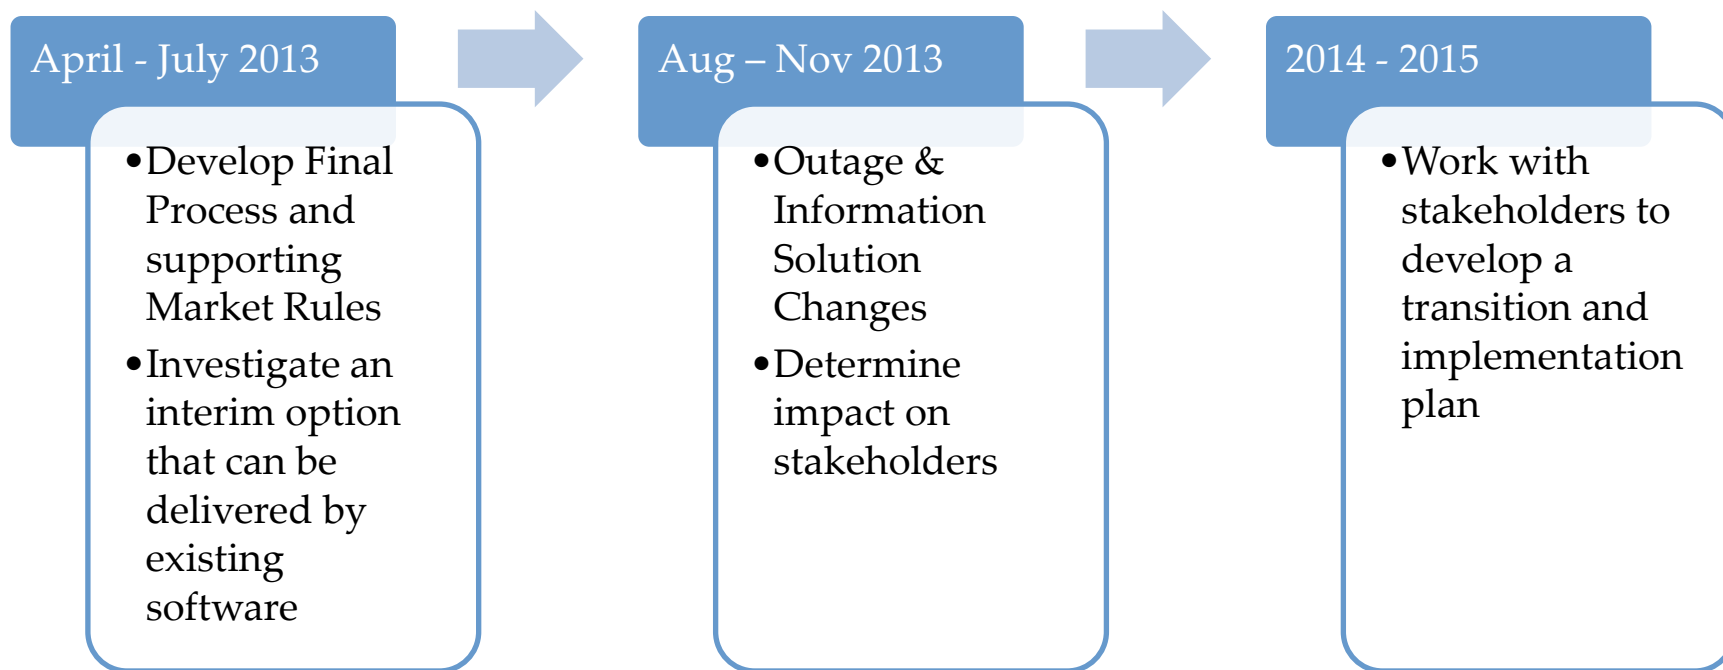 April - July 2013
•Develop Final
Process and
supporting
Market Rules
•Investigate an
interim option
that can be
delivered by
existing
software
Aug – Nov 2013
•Outage &
Information
Solution
Changes
•Determine
impact on
stakeholders
2014 - 2015
•Work with
stakeholders to
develop a
transition and
implementation
plan